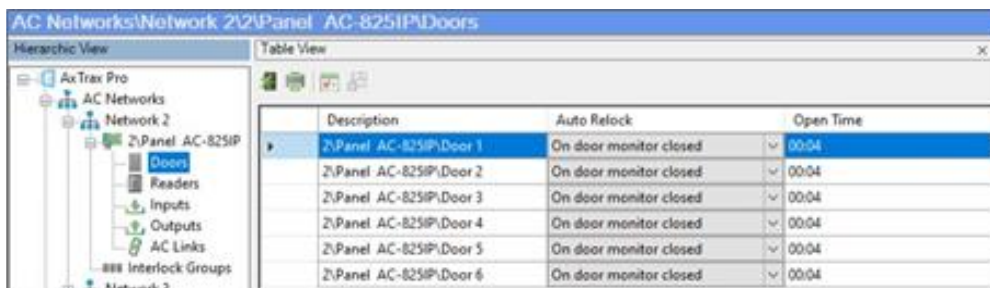 AC Networks\Network 2\2\Panel AC-825IP\Doors
Hierarchic View
Table View
AxTrax Pro
AC Networks
Network 2
2\Panel AC-825IP
Doors
Readers
Inputs
Outputs
AC Links
Interlock Groups
Network 3
Description Auto Relock Open Time
2\Panel AC-825IP\Door 1 On door monitor closed 00:04
2\Panel AC-825IP\Door 2 On door monitor closed 00:04
2\Panel AC-825IP\Door 3 On door monitor closed 00:04
2\Panel AC-825IP\Door 4 On door monitor closed 00:04
2\Panel AC-825IP\Door 5 On door monitor closed 00:04
2\Panel AC-825IP\Door 6 On door monitor closed 00:04